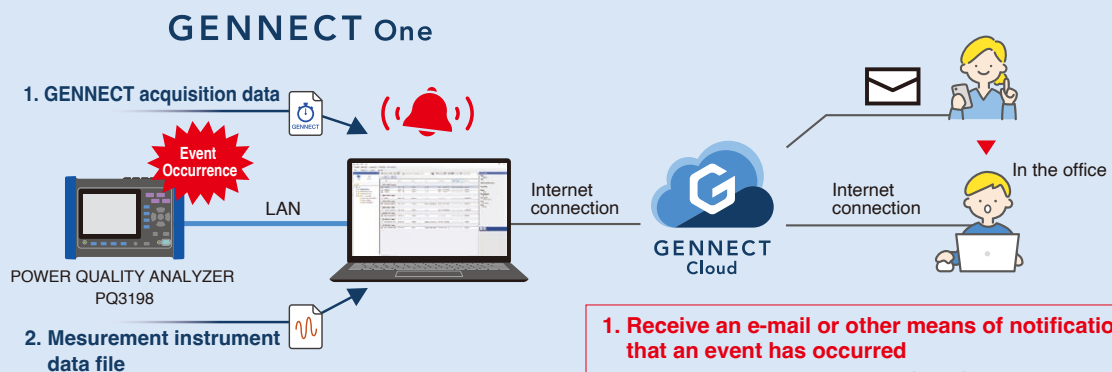 GENNECT One
1. GENNECT acquisition data
GENNECT
Event
Occurrence
LAN
POWER QUALITY ANALYZER
PQ3198
2. Mesurement instrument
data file
Internet
connection
G
GENNECT
Cloud
Internet
connection
In the office
1. Receive an e-mail or other means of notificatio
that an event has occurred